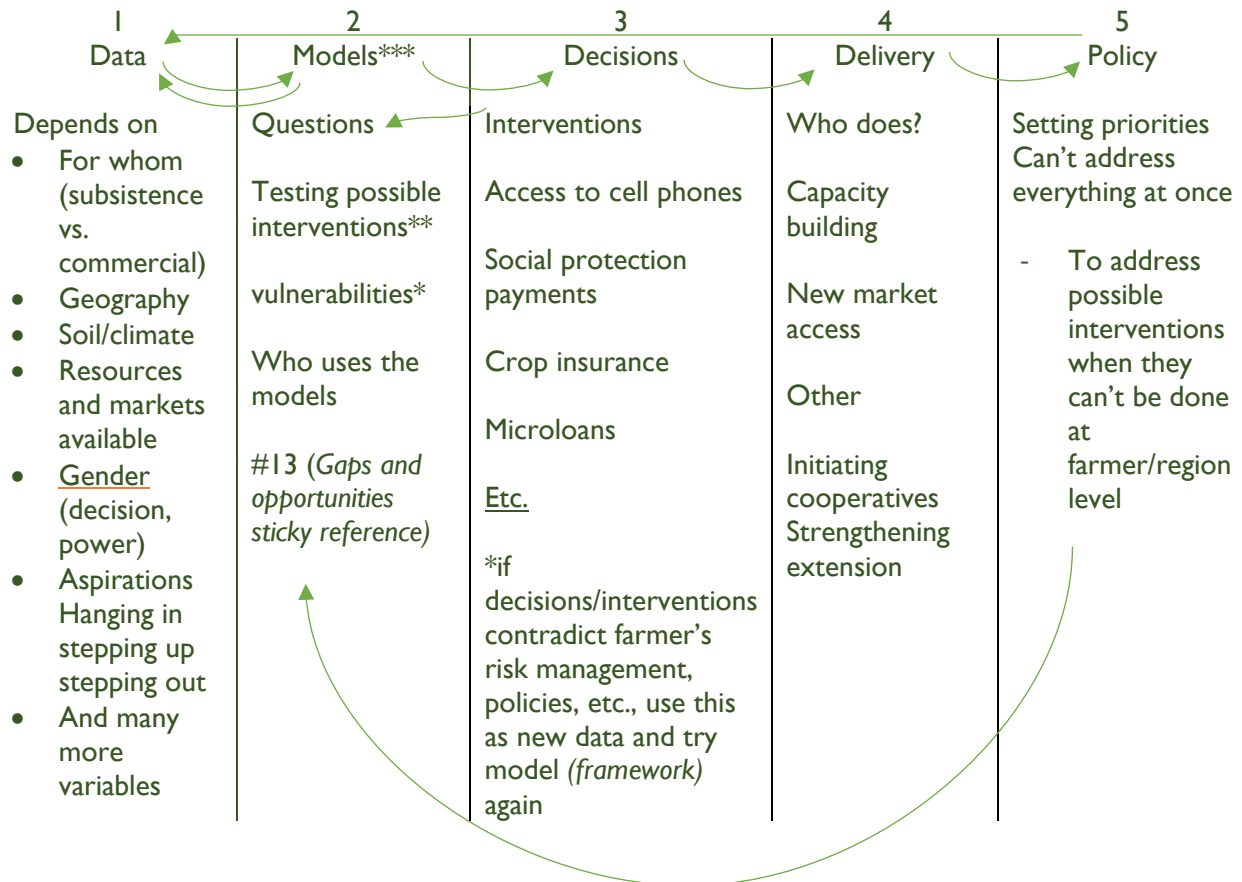 1
Data
Depends on
• For whom
(subsistence
vs.
commercial)
• Geography
• Soil/climate
• Resources
and markets
available
• Gender
(decision,
power)
• Aspirations
Hanging in
stepping up
stepping out
• And many
more
variables
2
Models***
Questions
Testing possible
interventions**
vulnerabilities*
Who uses the
models
#13 (Gaps and
opportunities
sticky reference)
3
Decisions
Interventions
Access to cell phones
Social protection
payments
Crop insurance
Microloans
Etc.
*if
decisions/interventions
contradict farmer’s
risk management,
policies, etc., use this
as new data and try
model (framework)
again
4
Delivery
Who does?
Capacity
building
New market
access
Other
Initiating
cooperatives
Strengthening
extension
5
Policy
Setting priorities
Can’t address
everything at once
- To address
possible
interventions
when they
can’t be done
at
farmer/region
level